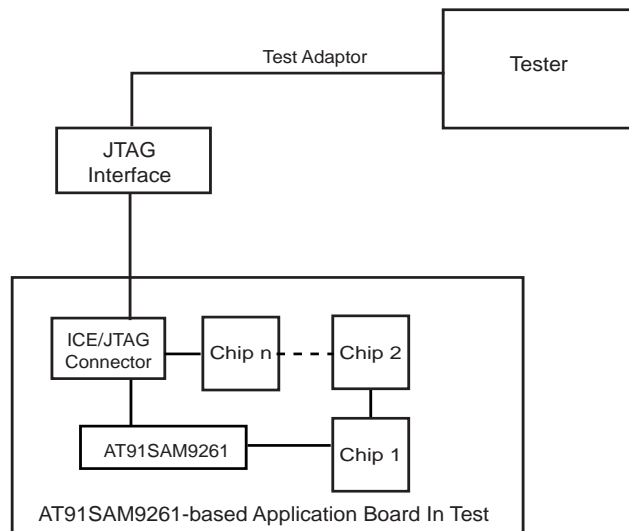 Test Adaptor
Tester
JTAG
Interface
ICE/JTAG
Connector
Chip n
Chip 2
AT91SAM9261
Chip 1
AT91SAM9261-based Application Board In Test